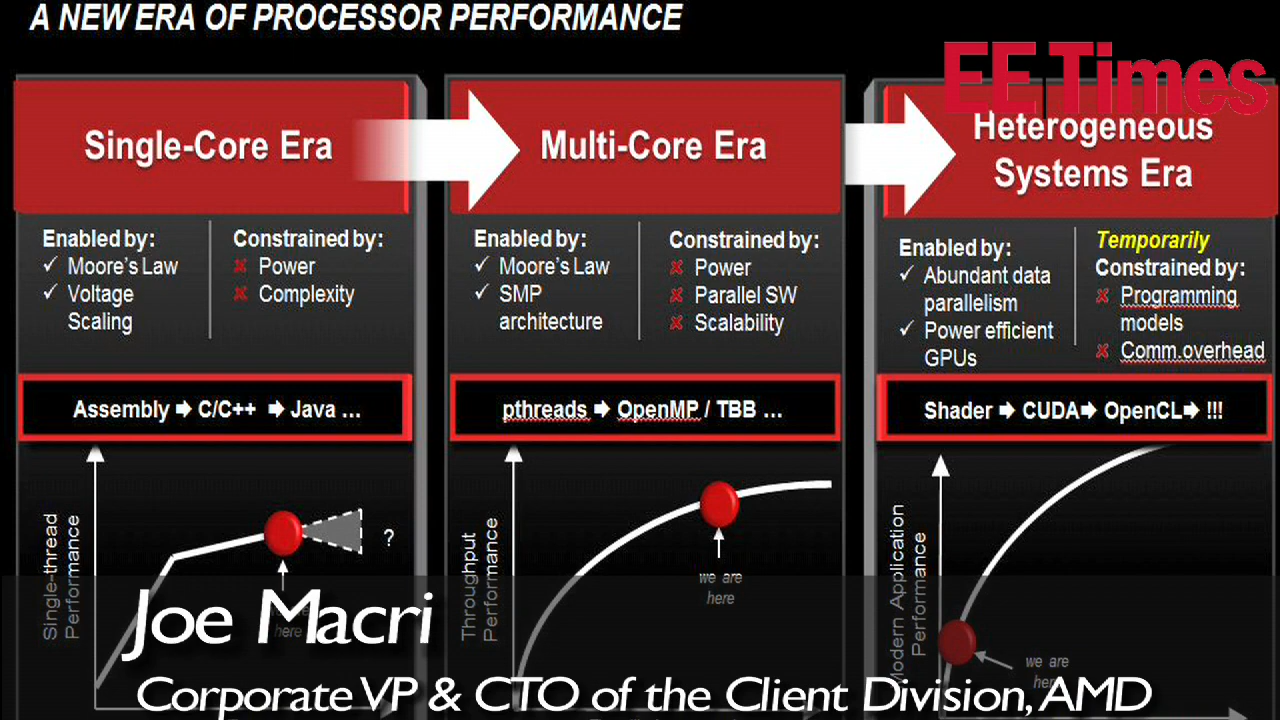 A NEW ERA OF PROCESSOR PERFORMANCE
EE Times
Single-Core Era
Enabled by:
✓ Moore's Law
✓ Voltage
Scaling
Constrained by:
✗ Power
✗ Complexity
Assembly ➡ C/C++ ➡ Java ...
Single-thread
Performance
?
here
Multi-Core Era
Enabled by:
✓ Moore's Law
✓ SMP
architecture
Constrained by:
✗ Power
✗ Parallel SW
✗ Scalability
pthreads ➡ OpenMP / TBB ...
Throughput
Performance
we are
here
Heterogeneous
Systems Era
Enabled by:
✓ Abundant data
parallelism
✓ Power efficient
GPUs
Temporarily
Constrained by:
✗ Programming
models
✗ Comm.overhead
Shader ➡ CUDA➡ OpenCL➡ !!!
Modern Application
Performance
we are
here
Joe Macri
Corporate VP & CTO of the Client Division, AMD